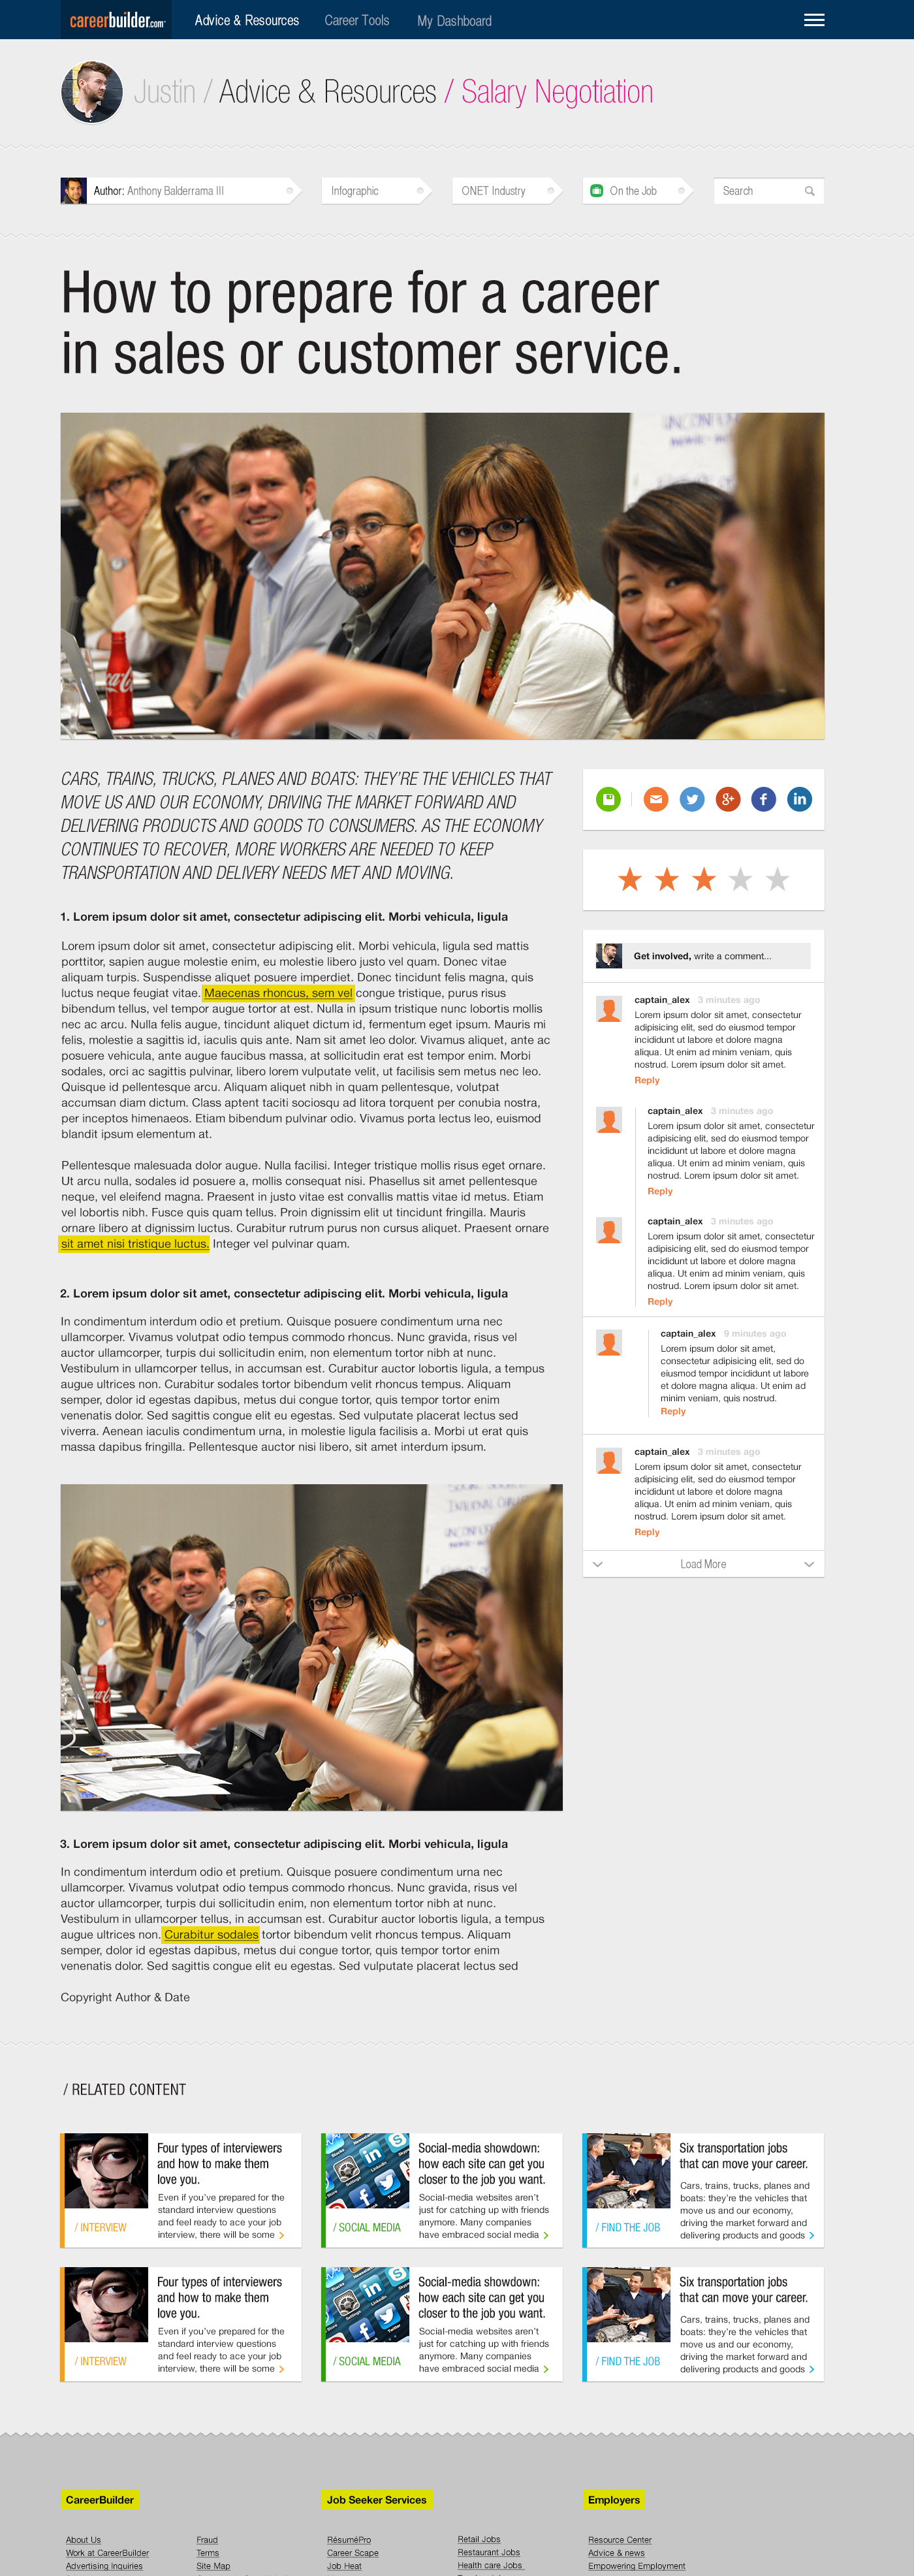 careerbuilder.com
Advice & Resources
Career Tools
My Dashboard
Justin / Advice & Resources / Salary Negotiation
Author: Anthony Balderrama III
Infographic
ONET Industry
On the Job
Search
How to prepare for a career
in sales or customer service.
CARS, TRAINS, TRUCKS, PLANES AND BOATS: THEY'RE THE VEHICLES THAT
MOVE US AND OUR ECONOMY, DRIVING THE MARKET FORWARD AND
DELIVERING PRODUCTS AND GOODS TO CONSUMERS. AS THE ECONOMY
CONTINUES TO RECOVER, MORE WORKERS ARE NEEDED TO KEEP
TRANSPORTATION AND DELIVERY NEEDS MET AND MOVING.
1. Lorem ipsum dolor sit amet, consectetur adipiscing elit. Morbi vehicula, ligula
Lorem ipsum dolor sit amet, consectetur adipiscing elit. Morbi vehicula, ligula sed mattis
porttitor, sapien augue molestie enim, eu molestie libero justo vel quam. Donec vitae
aliquam turpis. Suspendisse aliquet posuere imperdiet. Donec tincidunt felis magna, quis
luctus neque feugiat vitae. Maecenas rhoncus, sem vel congue tristique, purus risus
bibendum tellus, vel tempor augue tortor at est. Nulla in ipsum tristique nunc lobortis mollis
nec ac arcu. Nulla felis augue, tincidunt aliquet dictum id, fermentum eget ipsum. Mauris mi
felis, molestie a sagittis id, iaculis quis ante. Nam sit amet leo dolor. Vivamus aliquet, ante ac
posuere vehicula, ante augue faucibus massa, at sollicitudin erat est tempor enim. Morbi
sodales, orci ac sagittis pulvinar, libero lorem vulputate velit, ut facilisis sem metus nec leo.
Quisque id pellentesque arcu. Aliquam aliquet nibh in quam pellentesque, volutpat
accumsan diam dictum. Class aptent taciti sociosqu ad litora torquent per conubia nostra,
per inceptos himenaeos. Etiam bibendum pulvinar odio. Vivamus porta lectus leo, euismod
blandit ipsum elementum at.
Pellentesque malesuada dolor augue. Nulla facilisi. Integer tristique mollis risus eget ornare.
Ut arcu nulla, sodales id posuere a, mollis consequat nisi. Phasellus sit amet pellentesque
neque, vel eleifend magna. Praesent in justo vitae est convallis mattis vitae id metus. Etiam
vel lobortis nibh. Fusce quis quam tellus. Proin dignissim elit ut tincidunt fringilla. Mauris
ornare libero at dignissim luctus. Curabitur rutrum purus non cursus aliquet. Praesent ornare
sit amet nisi tristique luctus. Integer vel pulvinar quam.
2. Lorem ipsum dolor sit amet, consectetur adipiscing elit. Morbi vehicula, ligula
In condimentum interdum odio et pretium. Quisque posuere condimentum urna nec
ullamcorper. Vivamus volutpat odio tempus commodo rhoncus. Nunc gravida, risus vel
auctor ullamcorper, turpis dui sollicitudin enim, non elementum tortor nibh at nunc.
Vestibulum in ullamcorper tellus, in accumsan est. Curabitur auctor lobortis ligula, a tempus
augue ultrices non. Curabitur sodales tortor bibendum velit rhoncus tempus. Aliquam
semper, dolor id egestas dapibus, metus dui congue tortor, quis tempor tortor enim
venenatis dolor. Sed sagittis congue elit eu egestas. Sed vulputate placerat lectus sed
viverra. Aenean iaculis condimentum urna, in molestie ligula facilisis a. Morbi ut erat quis
massa dapibus fringilla. Pellentesque auctor nisi libero, sit amet interdum ipsum.
3. Lorem ipsum dolor sit amet, consectetur adipiscing elit. Morbi vehicula, ligula
In condimentum interdum odio et pretium. Quisque posuere condimentum urna nec
ullamcorper. Vivamus volutpat odio tempus commodo rhoncus. Nunc gravida, risus vel
auctor ullamcorper, turpis dui sollicitudin enim, non elementum tortor nibh at nunc.
Vestibulum in ullamcorper tellus, in accumsan est. Curabitur auctor lobortis ligula, a tempus
augue ultrices non. Curabitur sodales tortor bibendum velit rhoncus tempus. Aliquam
semper, dolor id egestas dapibus, metus dui congue tortor, quis tempor tortor enim
venenatis dolor. Sed sagittis congue elit eu egestas. Sed vulputate placerat lectus sed
Copyright Author & Date
Get involved, write a comment...
captain_alex 3 minutes ago
Lorem ipsum dolor sit amet, consectetur
adipisicing elit, sed do eiusmod tempor
incididunt ut labore et dolore magna
aliqua. Ut enim ad minim veniam, quis
nostrud. Lorem ipsum dolor sit amet.
Reply
captain_alex 3 minutes ago
Lorem ipsum dolor sit amet, consectetur
adipisicing elit, sed do eiusmod tempor
incididunt ut labore et dolore magna
aliqua. Ut enim ad minim veniam, quis
nostrud. Lorem ipsum dolor sit amet.
Reply
captain_alex 3 minutes ago
Lorem ipsum dolor sit amet, consectetur
adipisicing elit, sed do eiusmod tempor
incididunt ut labore et dolore magna
aliqua. Ut enim ad minim veniam, quis
nostrud. Lorem ipsum dolor sit amet.
Reply
captain_alex 9 minutes ago
Lorem ipsum dolor sit amet,
consectetur adipisicing elit, sed do
eiusmod tempor incididunt ut labore
et dolore magna aliqua. Ut enim ad
minim veniam, quis nostrud.
Reply
captain_alex 3 minutes ago
Lorem ipsum dolor sit amet, consectetur
adipisicing elit, sed do eiusmod tempor
incididunt ut labore et dolore magna
aliqua. Ut enim ad minim veniam, quis
nostrud. Lorem ipsum dolor sit amet.
Reply
Load More
/ RELATED CONTENT
Four types of interviewers
and how to make them
love you.
Even if you've prepared for the
standard interview questions
and feel ready to ace your job
interview, there will be some
/ INTERVIEW
Social-media showdown:
how each site can get you
closer to the job you want.
Social-media websites aren't
just for catching up with friends
anymore. Many companies
have embraced social media
/ SOCIAL MEDIA
Six transportation jobs
that can move your career.
Cars, trains, trucks, planes and
boats: they're the vehicles that
move us and our economy,
driving the market forward and
delivering products and goods
/ FIND THE JOB
Four types of interviewers
and how to make them
love you.
Even if you've prepared for the
standard interview questions
and feel ready to ace your job
interview, there will be some
/ INTERVIEW
Social-media showdown:
how each site can get you
closer to the job you want.
Social-media websites aren't
just for catching up with friends
anymore. Many companies
have embraced social media
/ SOCIAL MEDIA
Six transportation jobs
that can move your career.
Cars, trains, trucks, planes and
boats: they're the vehicles that
move us and our economy,
driving the market forward and
delivering products and goods
/ FIND THE JOB
CareerBuilder
About Us
Work at CareerBuilder
Advertising Inquiries
Fraud
Terms
Site Map
Job Seeker Services
RésuméPro
Career Scape
Job Heat
Retail Jobs
Restaurant Jobs
Health care Jobs
Employers
Resource Center
Advice & news
Empowering Employment